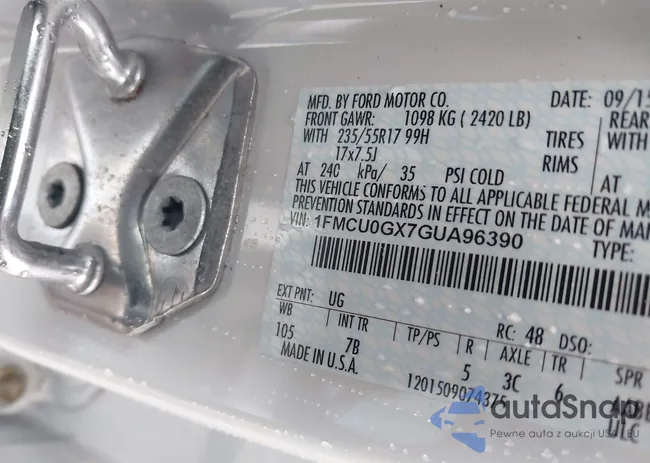 MFD. BY FORD MOTOR CO. DATE: 09/15
FRONT GAWR: 1098 KG ( 2420 LB) REAR
WITH 235/55R17 99H TIRES
17x7.5J RIMS
AT 240 kPa/ 35 PSI COLD AT
THIS VEHICLE CONFORMS TO ALL APPLICABLE FEDERAL M
PREVENTION STANDARDS IN EFFECT ON THE DATE OF MA
VIN: 1FMCU0GX7GUA96390 TYPE:
EXT PNT: UG RC: 48 DSO:
WB INT TR TP/PS R AXLE TR SPR
105 7B 5 3C 6
MADE IN U.S.A.
1201509074375
autoSnap
Pewne auta z aukcji USA i EU